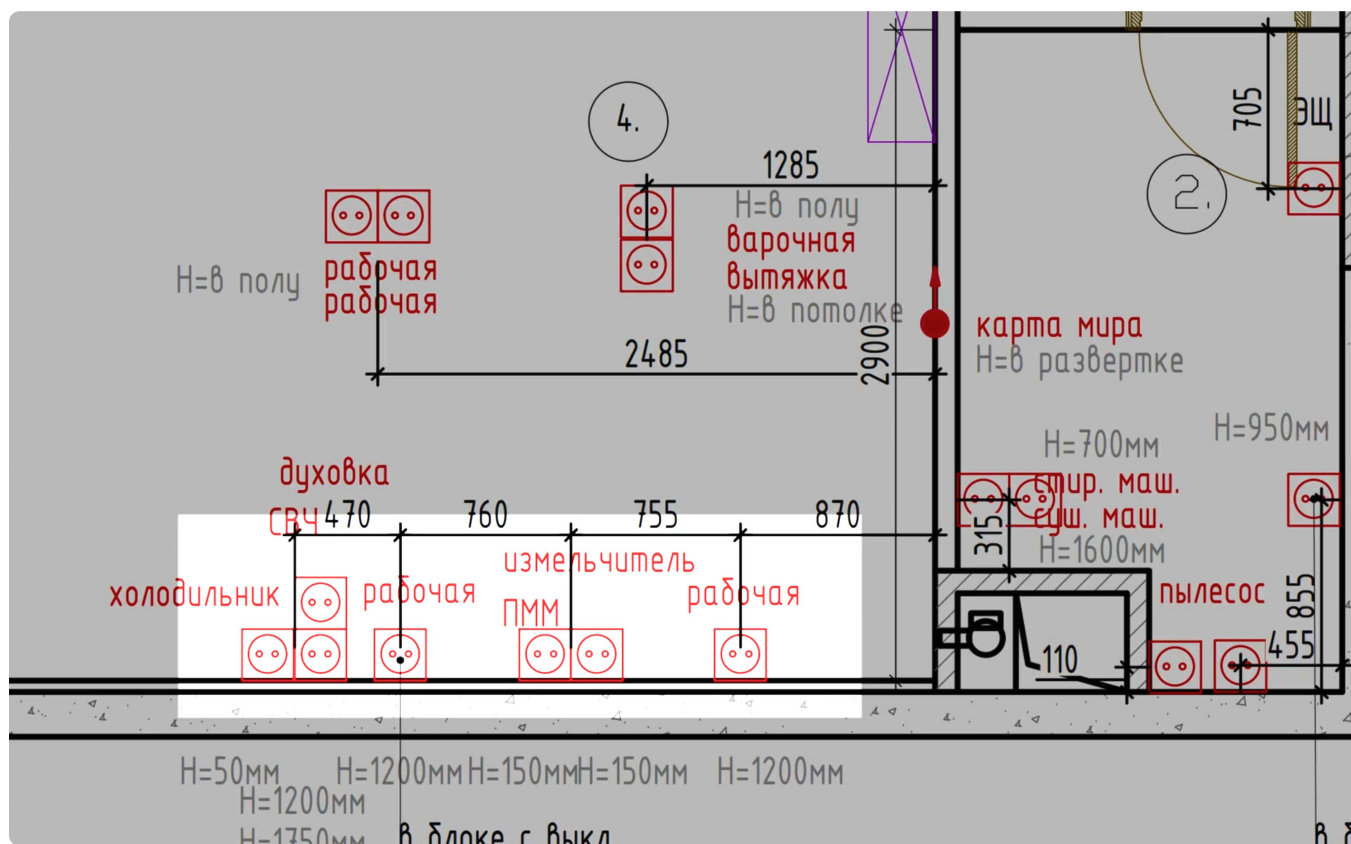 4.
705
ЭЩ
1285
2.
H=в полу
варочная
вытяжка
H=в потолке
H=в полу
рабочая
рабочая
2900
2485
карта мира
H=в развертке
H=950мм
H=700мм
стир. маш.
суш. маш.
H=1600мм
315
духовка
СВЧ
470
760
755
870
измельчитель
холодильник
рабочая
ПММ
рабочая
пылесос
855
455
110
H=50мм
H=1200мм
H=150мм
H=150мм
H=1200мм
H=1200мм
H=1750мм
в блоке с выкл